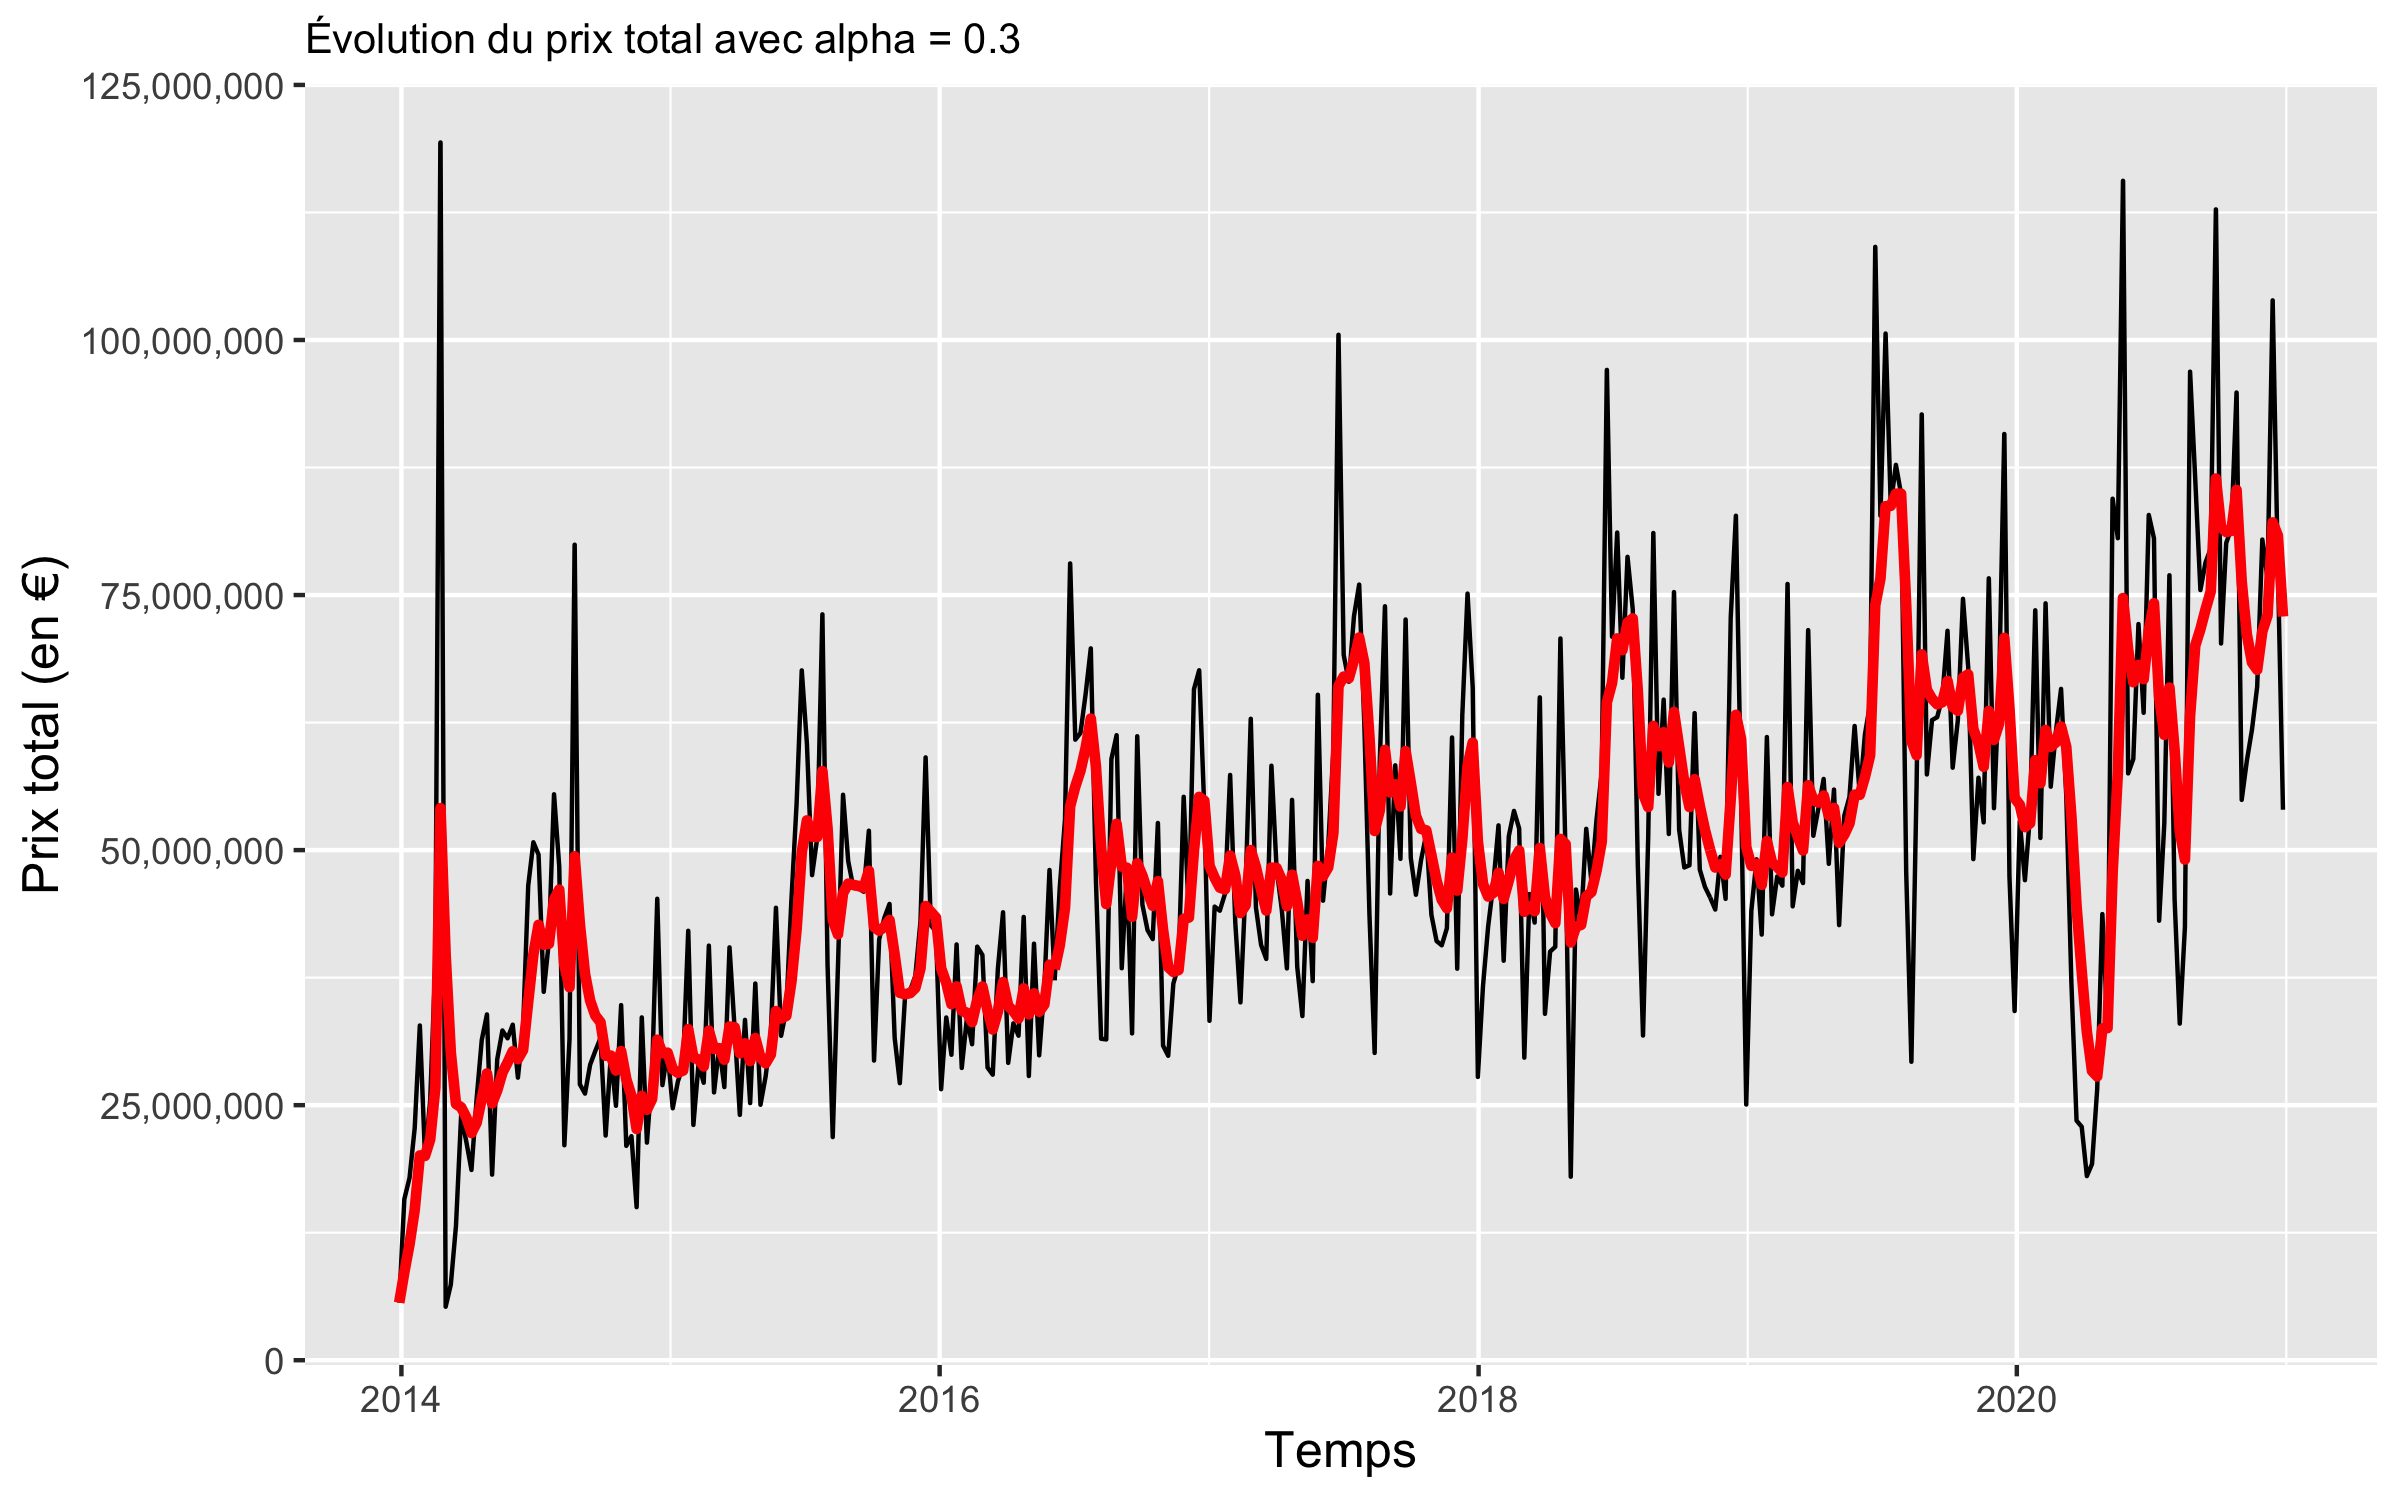 Évolution du prix total avec alpha = 0.3
125,000,000
100,000,000
75,000,000
50,000,000
25,000,000
0
Prix total (en €)
2014 2016 2018 2020
Temps